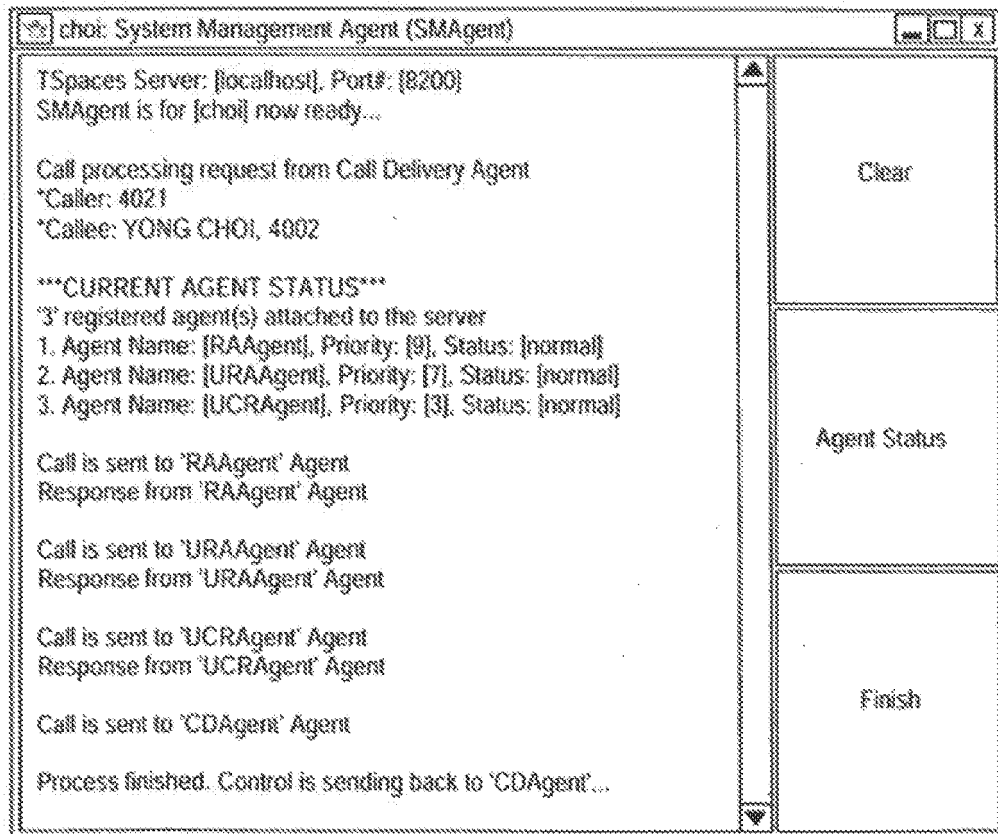 choi: System Management Agent (SMAgent)
TSpaces Server: [localhost], Port#: [8200]
SMAgent is for [choi] now ready...
Call processing request from Call Delivery Agent
*Caller: 4021
*Callee: YONG CHOI, 4002
***CURRENT AGENT STATUS***
'3' registered agent(s) attached to the server
1. Agent Name: [RAAgent], Priority: [9], Status: [normal]
2. Agent Name: [URAAgent], Priority: [7], Status: [normal]
3. Agent Name: [UCRAgent], Priority: [3], Status: [normal]
Call is sent to 'RAAgent' Agent
Response from 'RAAgent' Agent
Call is sent to 'URAAgent' Agent
Response from 'URAAgent' Agent
Call is sent to 'UCRAgent' Agent
Response from 'UCRAgent' Agent
Call is sent to 'CDAgent' Agent
Process finished. Control is sending back to 'CDAgent'...
Clear
Agent Status
Finish